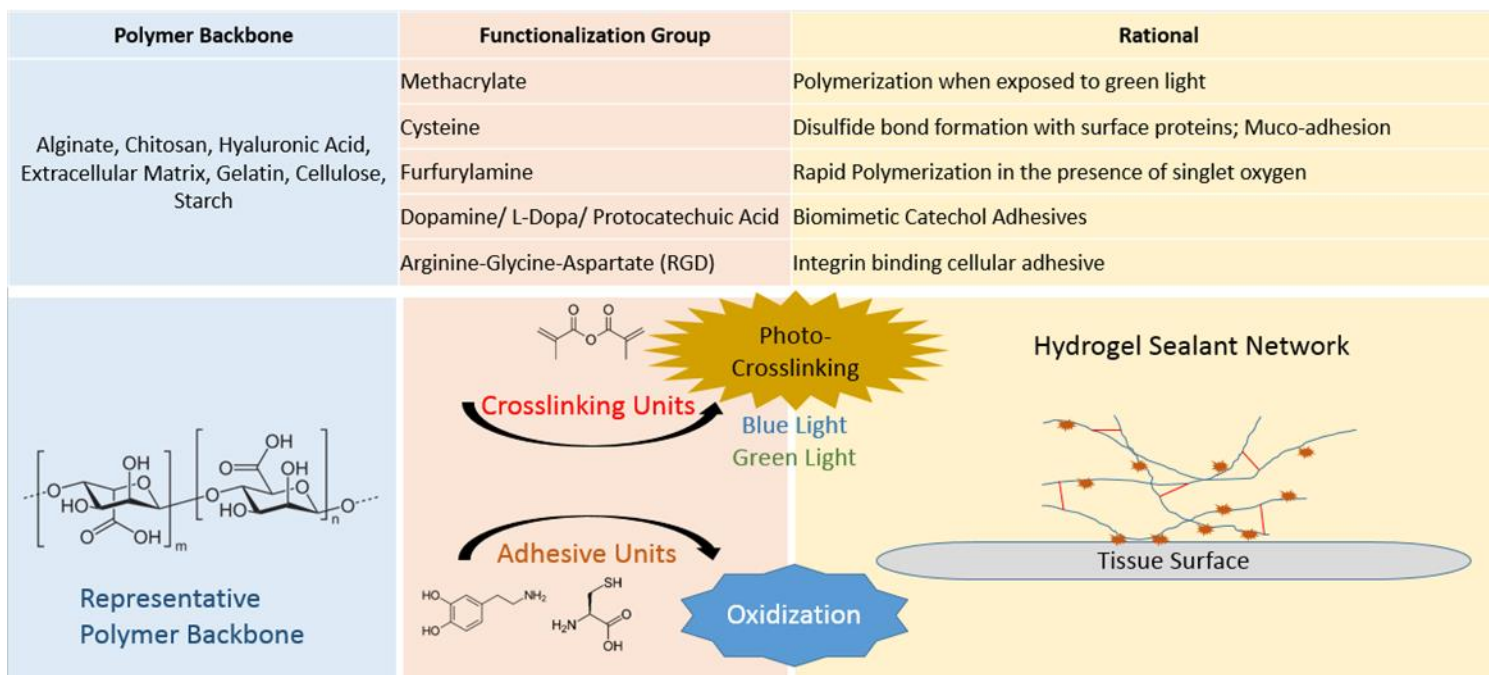 Polymer Backbone
Functionalization Group
Rational
Alginate, Chitosan, Hyaluronic Acid,
Extracellular Matrix, Gelatin, Cellulose,
Starch
Methacrylate
Polymerization when exposed to green light
Cysteine
Disulfide bond formation with surface proteins; Muco-adhesion
Furfurylamine
Rapid Polymerization in the presence of singlet oxygen
Dopamine/ L-Dopa/ Protocatechuic Acid
Biomimetic Catechol Adhesives
Arginine-Glycine-Aspartate (RGD)
Integrin binding cellular adhesive
O O
O
Photo-
Crosslinking
Crosslinking Units
Blue Light
Green Light
Hydrogel Sealant Network
OH
O
OH
O
HO
O
O
OH
m
O
OH
O
OH
O
HO
O
n
Representative
Polymer Backbone
Adhesive Units
HO
HO
NH2
SH
H2N
O
OH
Oxidization
Tissue Surface